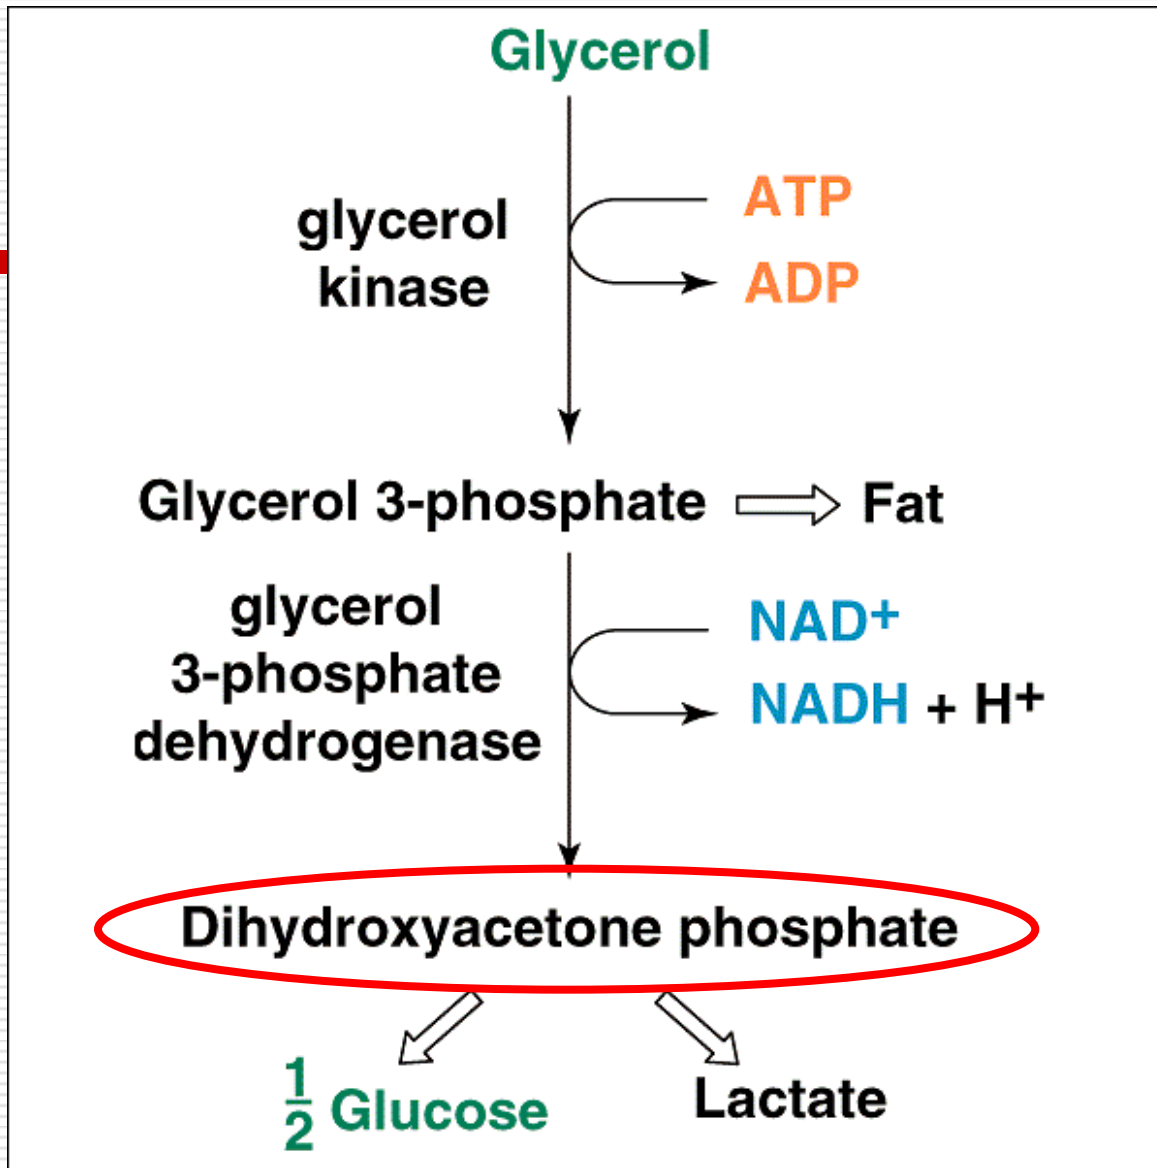 Glycerol
glycerol
kinase
ATP
ADP
Glycerol 3-phosphate
Fat
glycerol
3-phosphate
dehydrogenase
NAD+
NADH + H+
Dihydroxyacetone phosphate
1/2 Glucose
Lactate